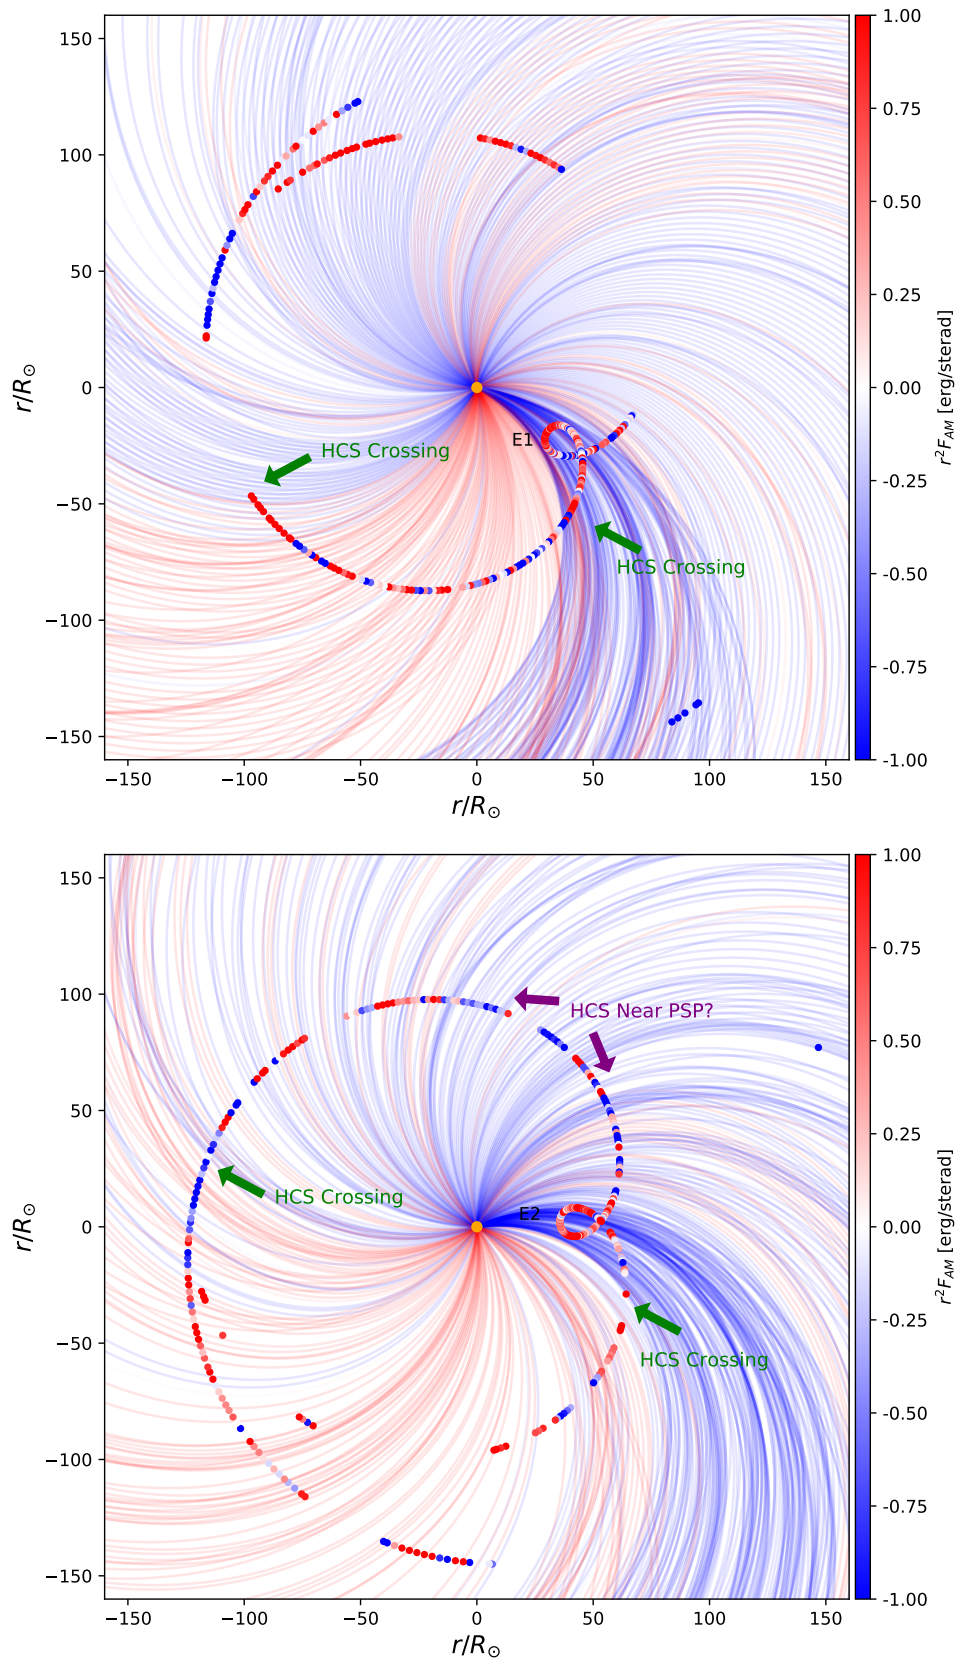 150
100
50
0
−50
−100
−150
r/R☉
−150 −100 −50 0 50 100 150
r/R☉
E1
HCS Crossing
HCS Crossing
1.00
0.75
0.50
0.25
0.00
-0.25
-0.50
-0.75
-1.00
r²F_AM [erg/sterad]
150
100
50
0
−50
−100
−150
r/R☉
−150 −100 −50 0 50 100 150
r/R☉
HCS Near PSP?
HCS Crossing
E2
HCS Crossing
1.00
0.75
0.50
0.25
0.00
-0.25
-0.50
-0.75
-1.00
r²F_AM [erg/sterad]